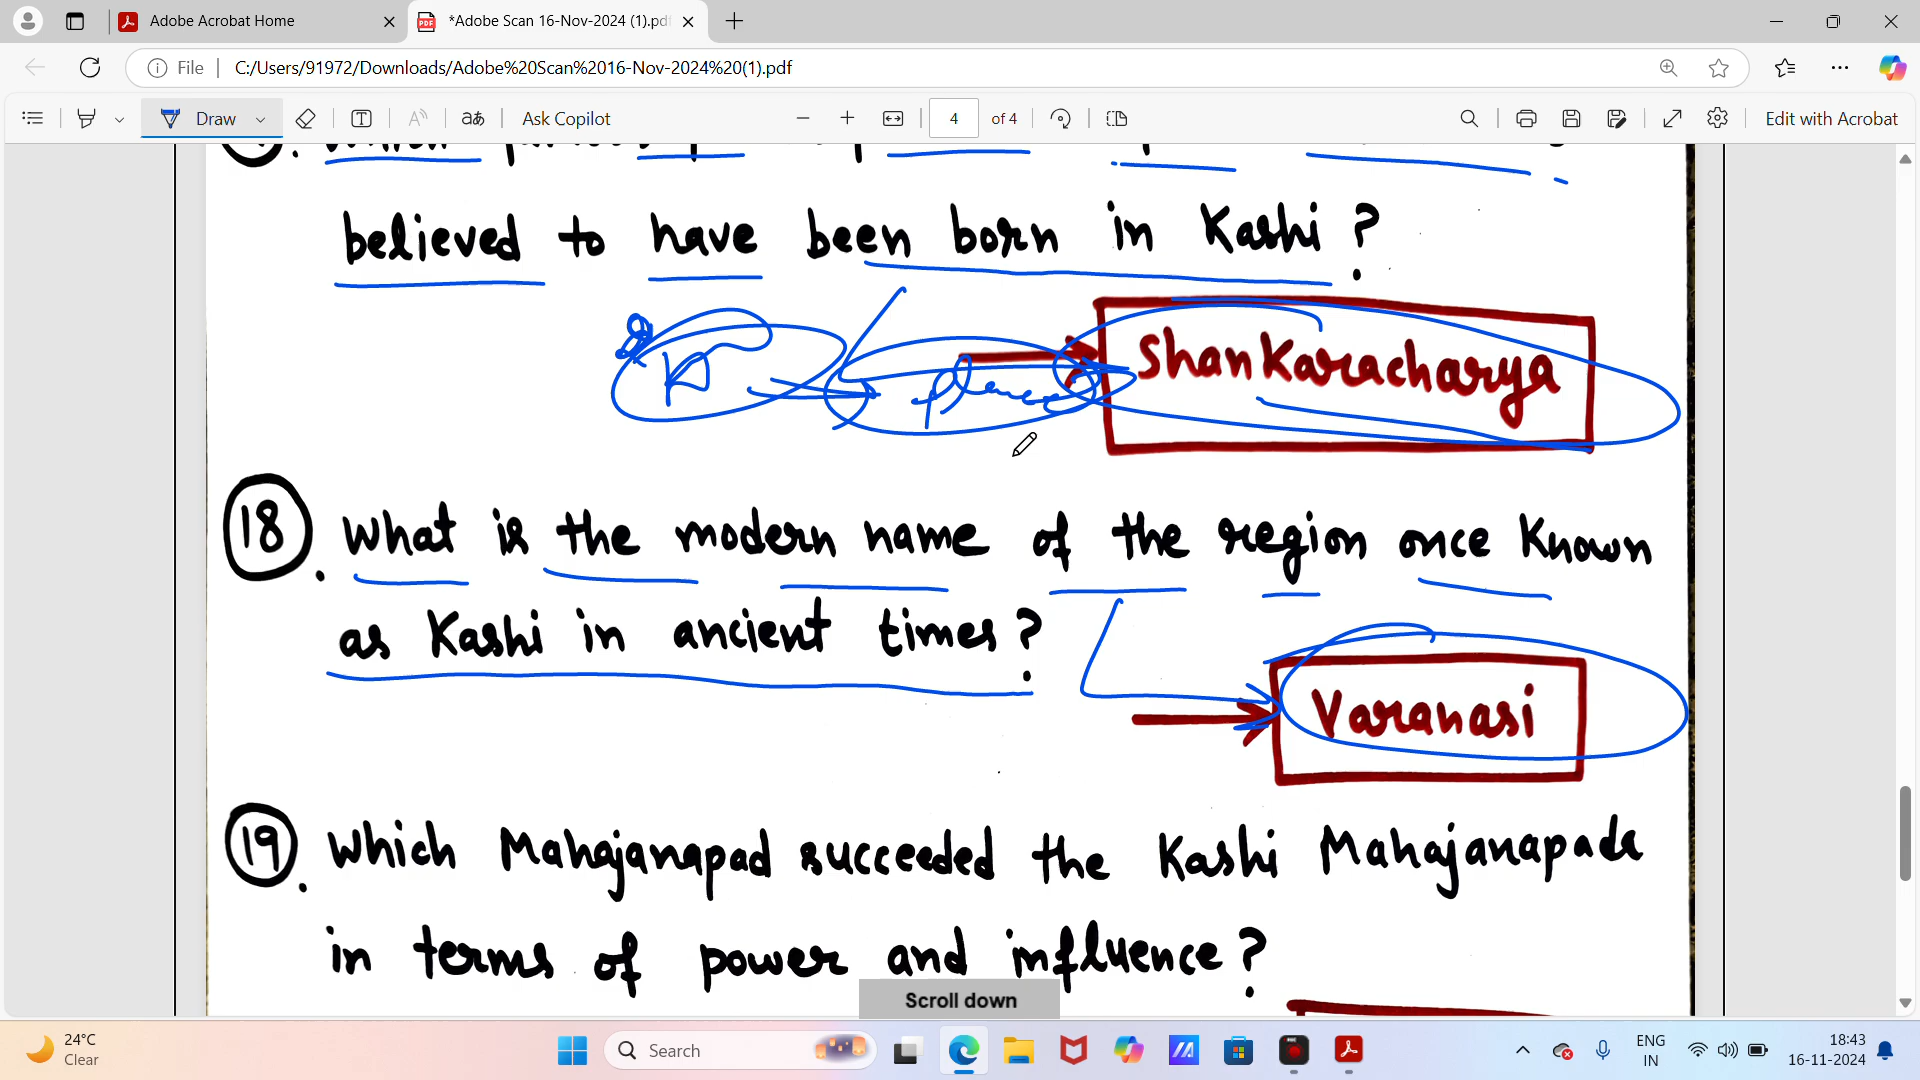 Adobe Acrobat Home
*Adobe Scan 16-Nov-2024 (1).pdf
File
C:/Users/91972/Downloads/Adobe%20Scan%2016-Nov-2024%20(1).pdf
Draw
aあ
Ask Copilot
4 of 4
Edit with Acrobat
believed to have been born in Kashi?
place
Shankaracharya
18. What is the modern name of the region once known
as Kashi in ancient times?
Varanasi
19. Which Mahajanapad succeeded the Kashi Mahajanapada
in terms of power and influence?
Scroll down
24°C
Clear
Search
ENG
IN
18:43
16-11-2024